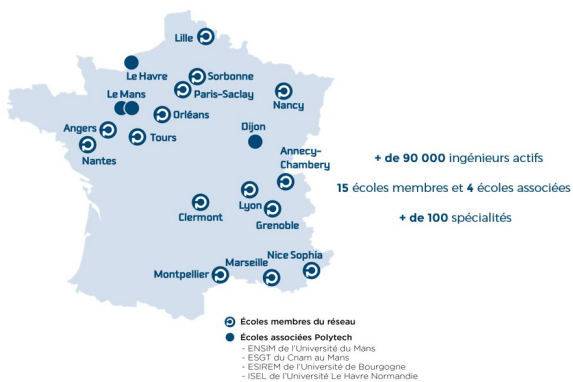 Lille
Le Havre
Sorbonne
Paris-Saclay
Nancy
Le Mans
Orléans
Angers
Tours
Nantes
Dijon
Annecy-
Chambery
Lyon
Clermont
Grenoble
Nice Sophia
Marseille
Montpellier
+ de 90 000 ingénieurs actifs
15 écoles membres et 4 écoles associées
+ de 100 spécialités
Écoles membres du réseau
Écoles associées Polytech
- ENSIM de l'Université du Mans
- ESGT du Cnam au Mans
- ESIREM de l'Université de Bourgogne
- ISEL de l'Université Le Havre Normandie